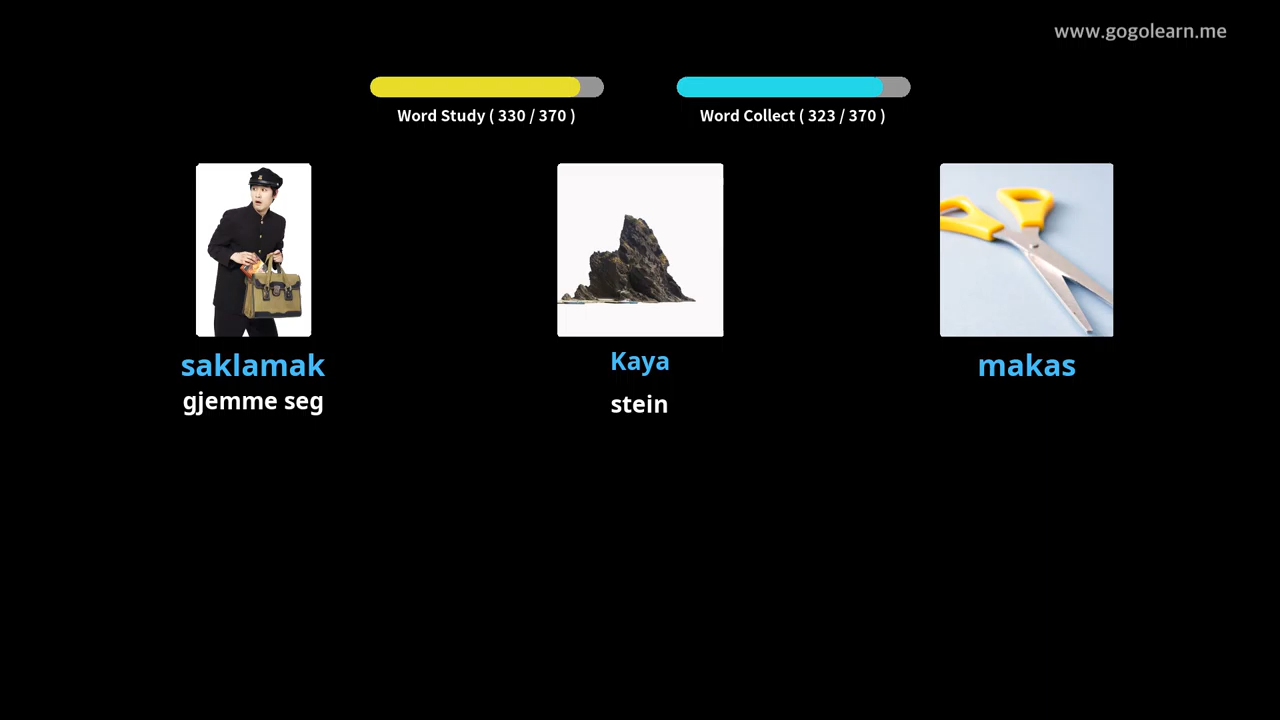 www.gogolearn.me
Word Study ( 330 / 370 )
Word Collect ( 323 / 370 )
saklamak
gjemme seg
Kaya
stein
makas